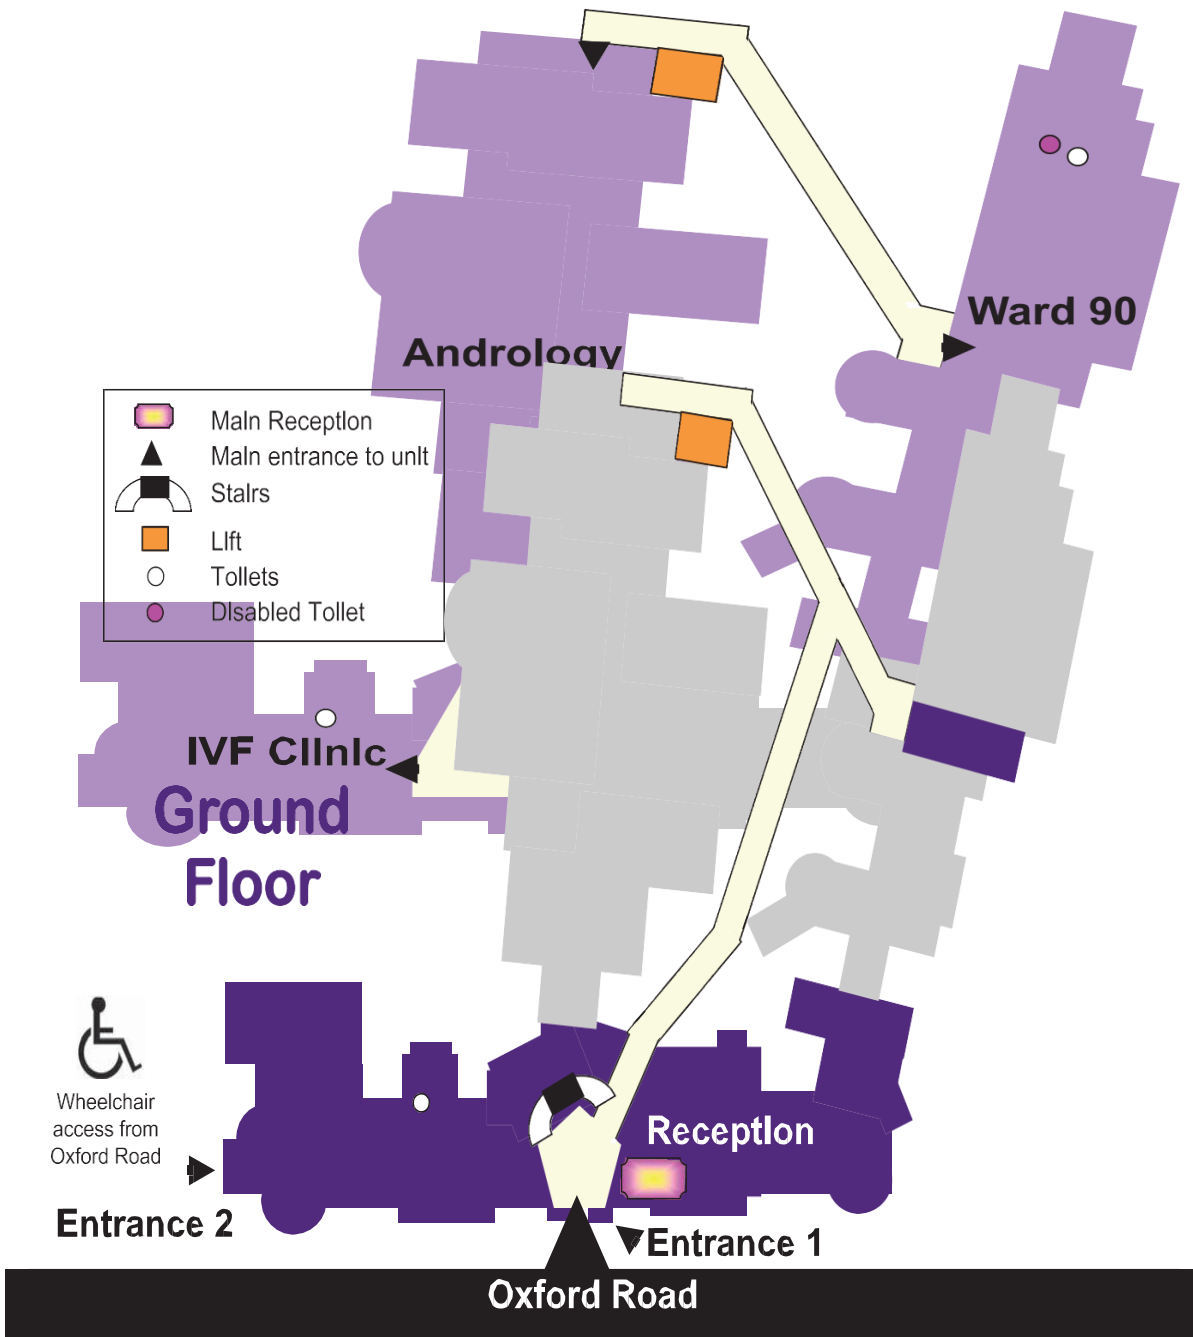 Ward 90
Andrology
MaIn Reception
MaIn entrance to unIt
StaIrs
LIft
ToIlets
DIsabled ToIlet
IVF ClInIc
Ground
Floor
Wheelchair
access from
Oxford Road
ReceptIon
Entrance 2
Entrance 1
Oxford Road